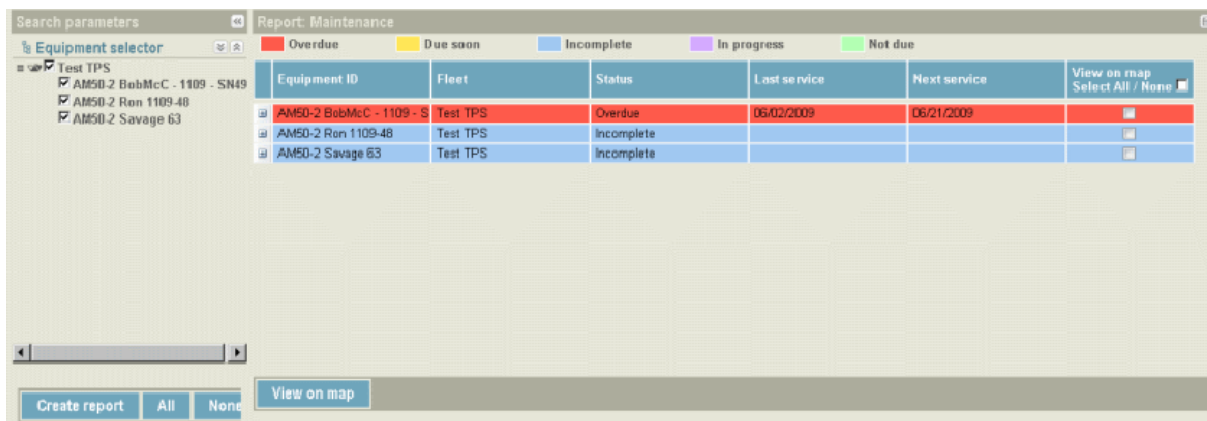 Search parameters
Equipment selector
Test TPS
AM50-2 BobMcC - 1109 - SN49
AM50-2 Ron 1109-48
AM50-2 Savage 63
Create report All None
Report: Maintenance
Overdue Due soon Incomplete In progress Not due
Equipment ID Fleet Status Last service Next service View on map
Select All / None
AM50-2 BobMcC - 1109 - S Test TPS Overdue 06/02/2009 06/21/2009
AM50-2 Ron 1109-48 Test TPS Incomplete
AM50-2 Savage 63 Test TPS Incomplete
View on map